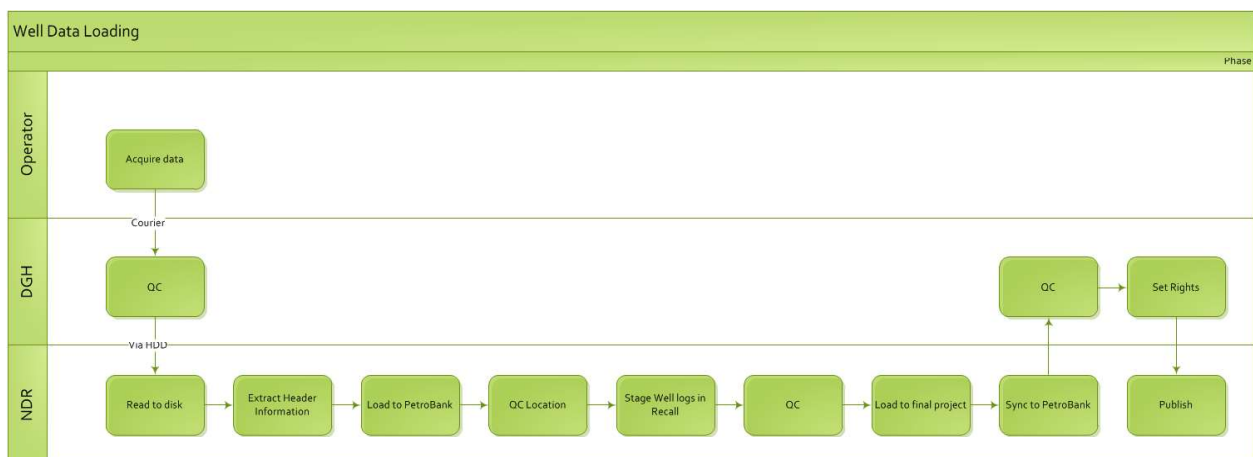 Well Data Loading
Phase
Operator
Acquire data
Courier
DGH
QC
QC
Set Rights
Via HDD
NDR
Read to disk
Extract Header
Information
Load to PetroBank
QC Location
Stage Well logs in
Recall
QC
Load to final project
Sync to PetroBank
Publish